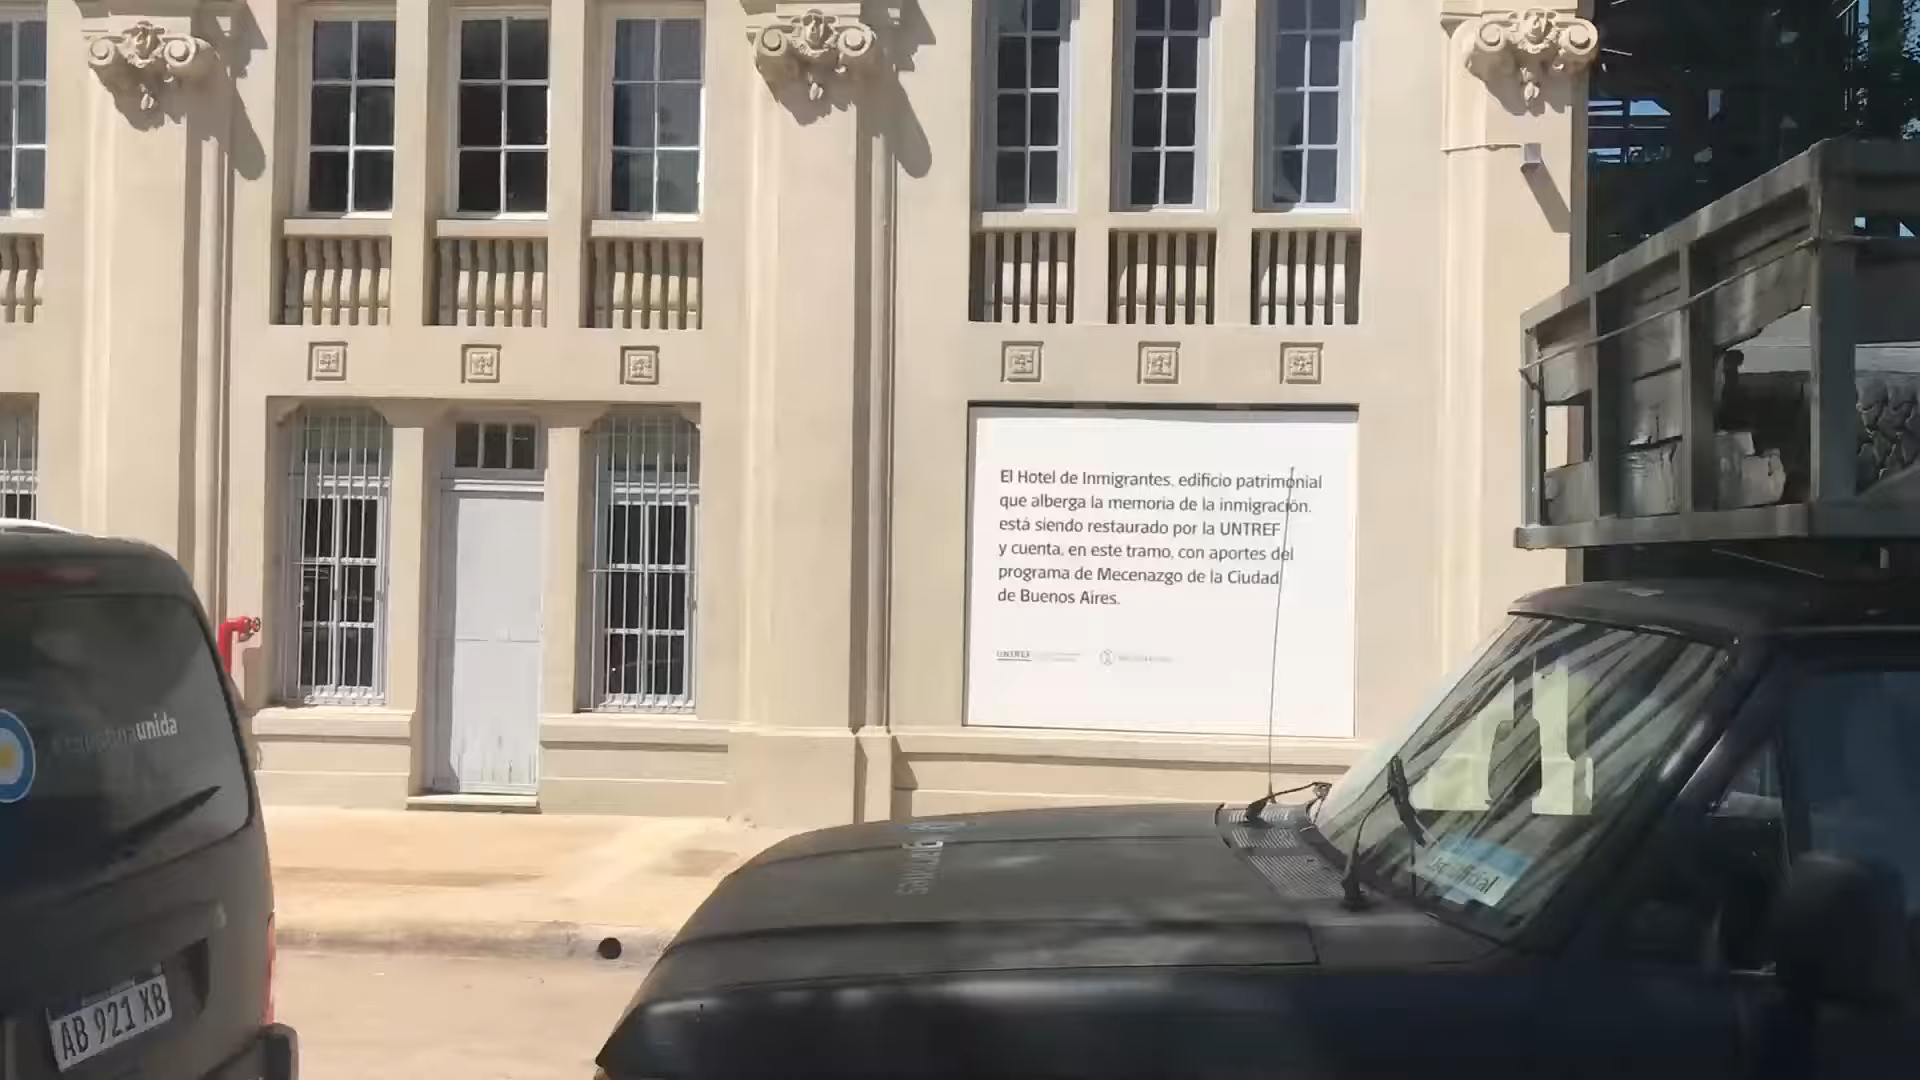 El Hotel de Inmigrantes, edificio patrimonial
que alberga la memoria de la inmigración,
está siendo restaurado por la UNTREF
y cuenta, en este tramo, con aportes del
programa de Mecenazgo de la Ciudad
de Buenos Aires.
UNTREF
unida
AB 921 XB